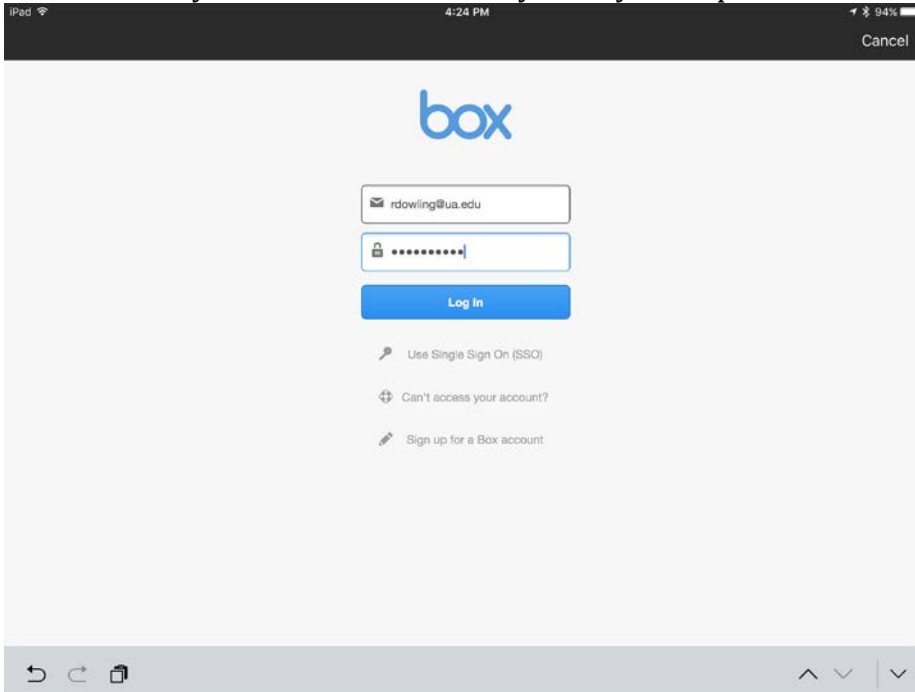 iPad 4:24 PM 94%
Cancel
box
rdowling@ua.edu
••••••••••
Log In
Use Single Sign On (SSO)
Can't access your account?
Sign up for a Box account